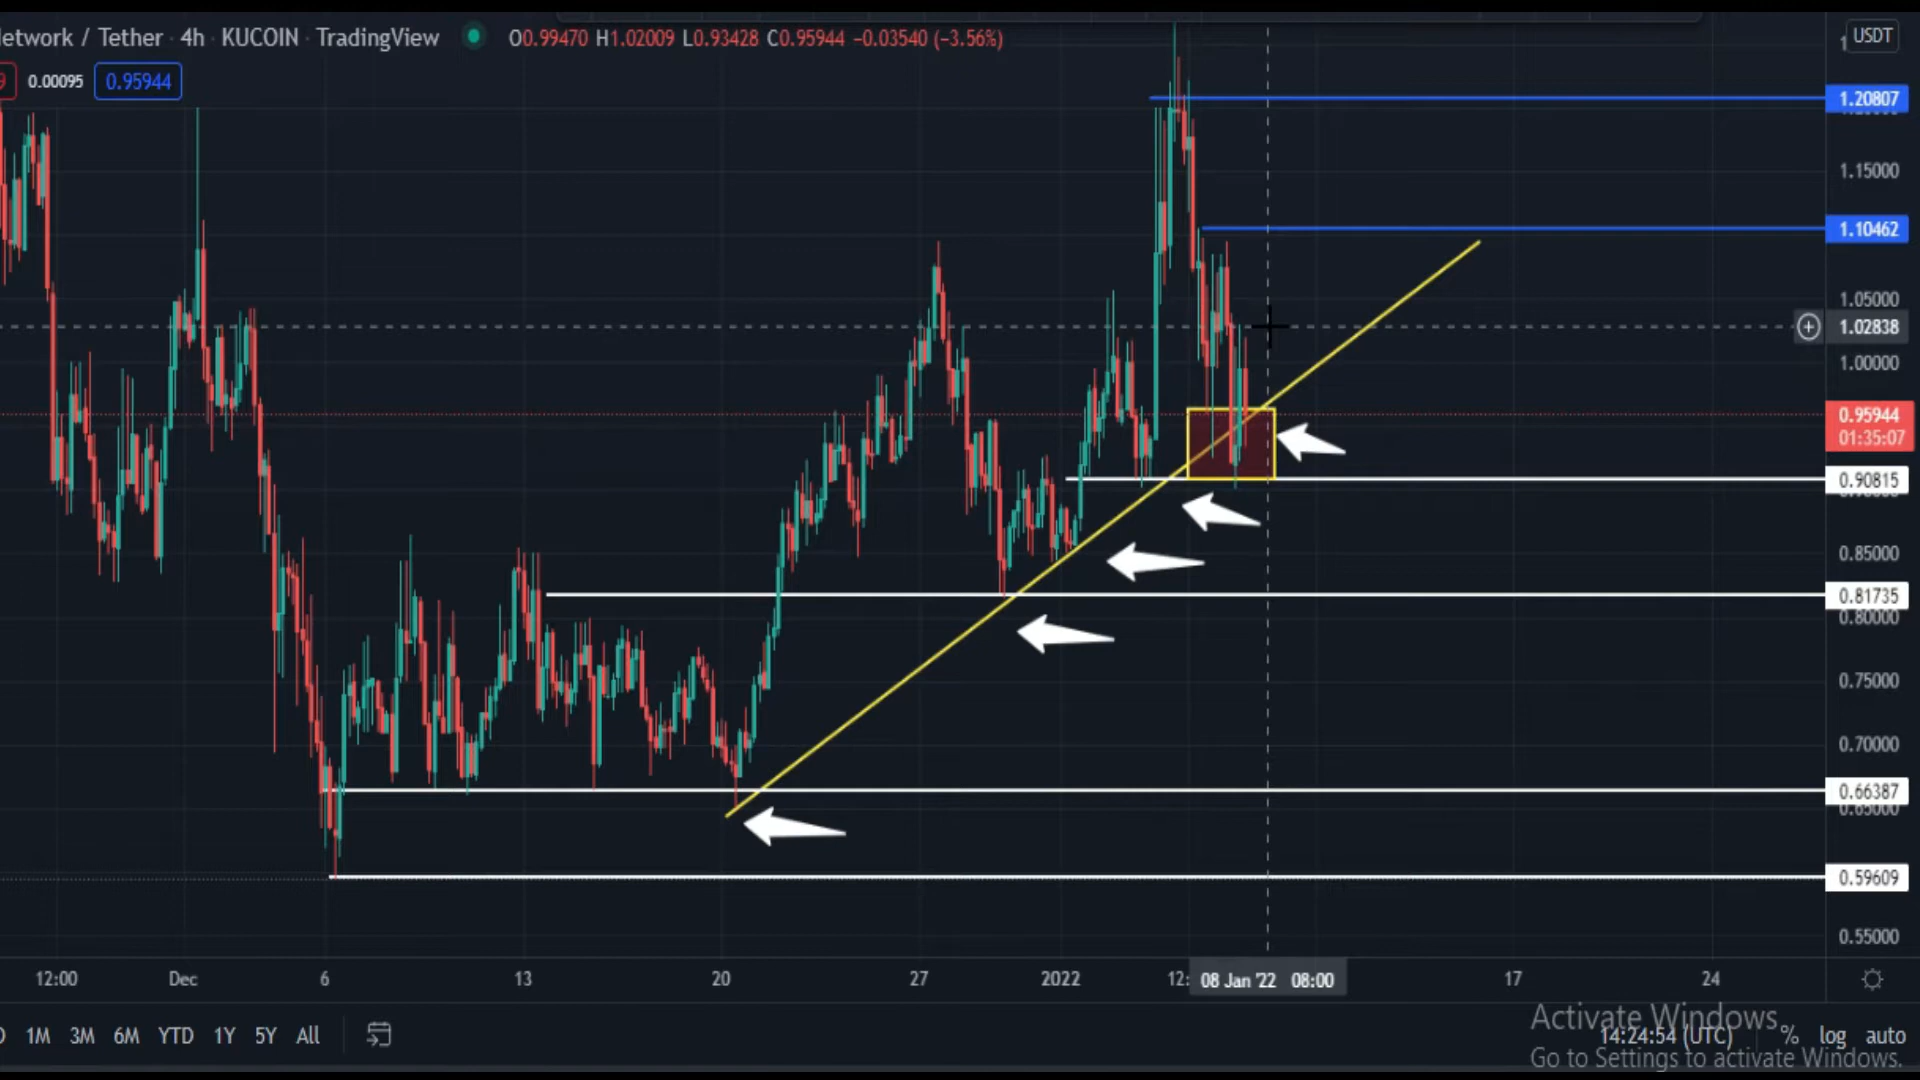 etwork / Tether · 4h · KUCOIN · TradingView O0.99470 H1.02009 L0.93428 C0.95944 −0.03540 (−3.56%)
USDT
9 0.00095 0.95944
1.20807
1.15000
1.10462
1.05000
1.02838
1.00000
0.95944
01:35:07
0.90815
0.85000
0.81735
0.80000
0.75000
0.70000
0.66387
0.65000
0.59609
0.55000
12:00 Dec 6 13 20 27 2022 12: 08 Jan '22 08:00 17 24
1M 3M 6M YTD 1Y 5Y All
Activate Windows
14:24:54 (UTC) % log auto
Go to Settings to activate Windows.